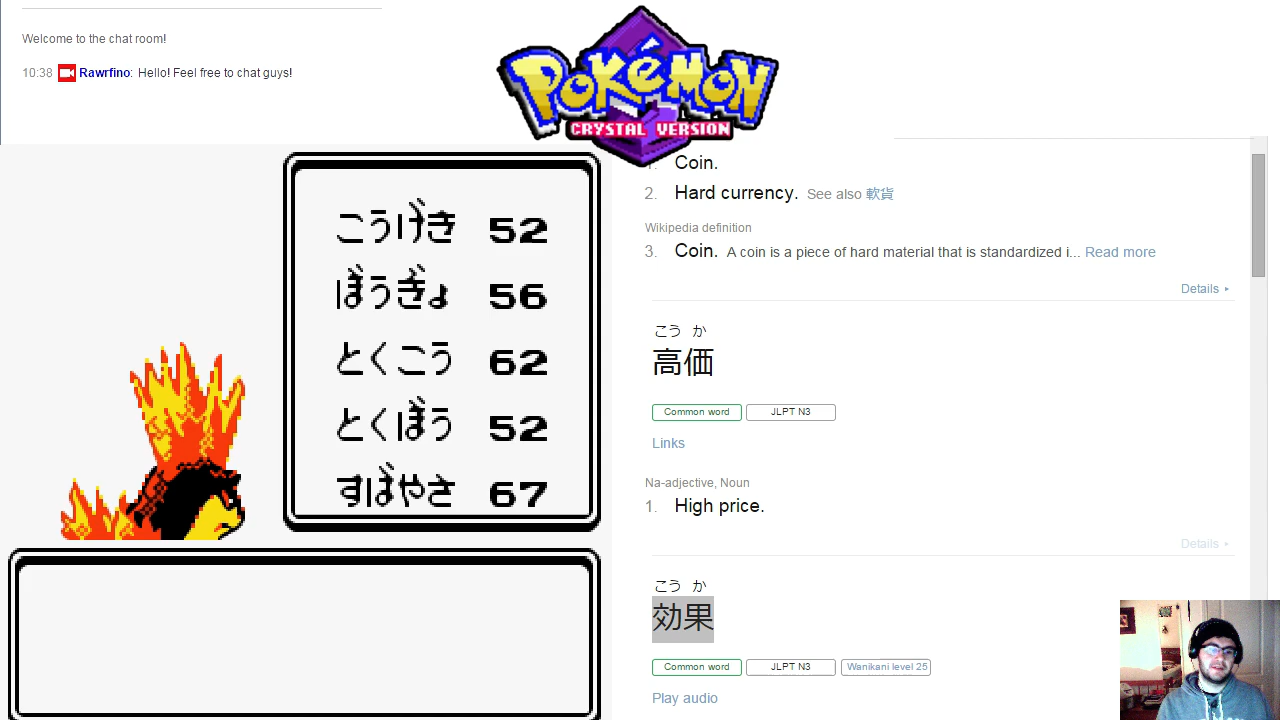 Welcome to the chat room!
10:38 Rawrfino: Hello! Feel free to chat guys!
POKéMON
CRYSTAL VERSION
こうげき 52
ぼうぎょ 56
とくこう 62
とくぼう 52
すばやさ 67
1. Coin.
2. Hard currency. See also 軟貨
Wikipedia definition
3. Coin. A coin is a piece of hard material that is standardized i... Read more
Details ▸
こう か
高価
Common word JLPT N3
Links
Na-adjective, Noun
1. High price.
Details ▸
こう か
効果
Common word JLPT N3 Wanikani level 25
Play audio